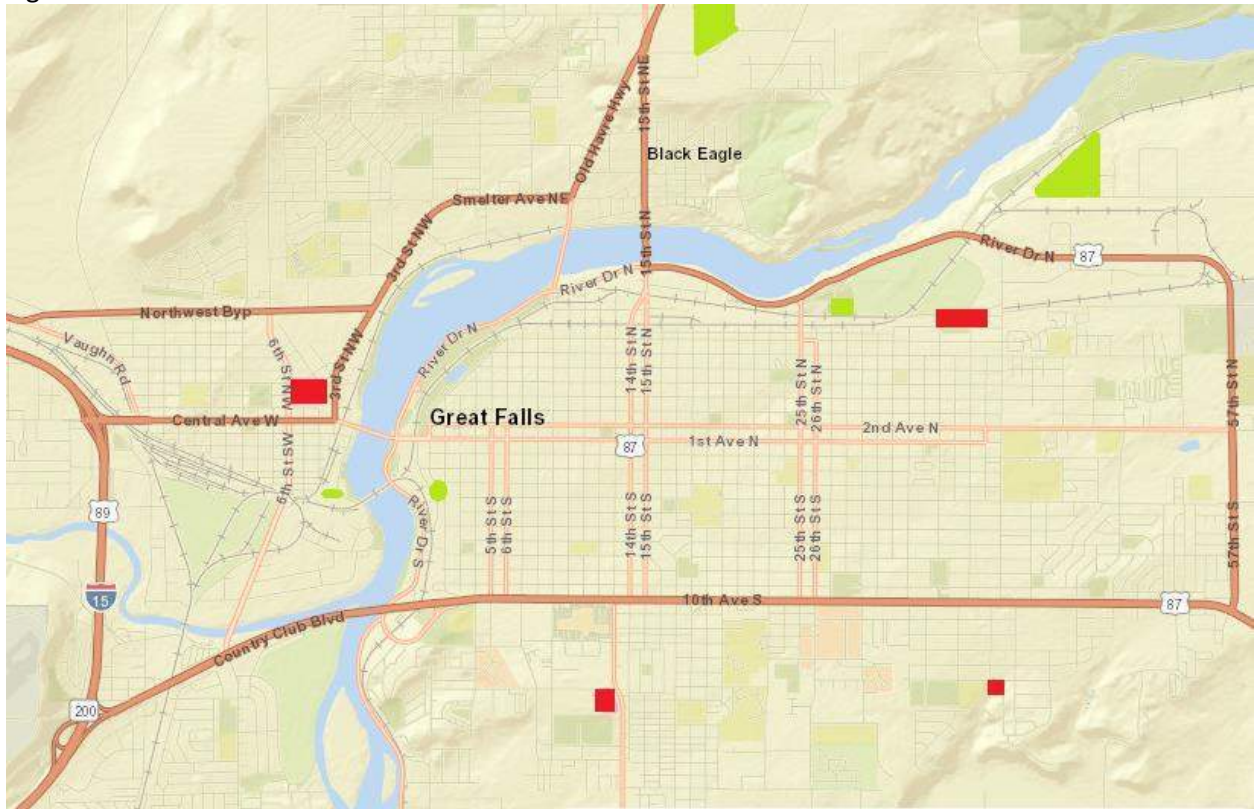 15th St NE
Old Havre Hwy
Black Eagle
Smelter Ave NE
3rd St NW
15th St N
River Dr N
87
River Dr N
Northwest Byp
Vaughn Rd
6th St NW
3rd St NW
River Dr N
14th St N
15th St N
25th St N
26th St N
57th St N
Central Ave W
Great Falls
87
1st Ave N
2nd Ave N
6th St SW
89
River Dr S
5th St S
6th St S
14th St S
15th St S
25th St S
26th St S
57th St S
15
10th Ave S
87
Country Club Blvd
200